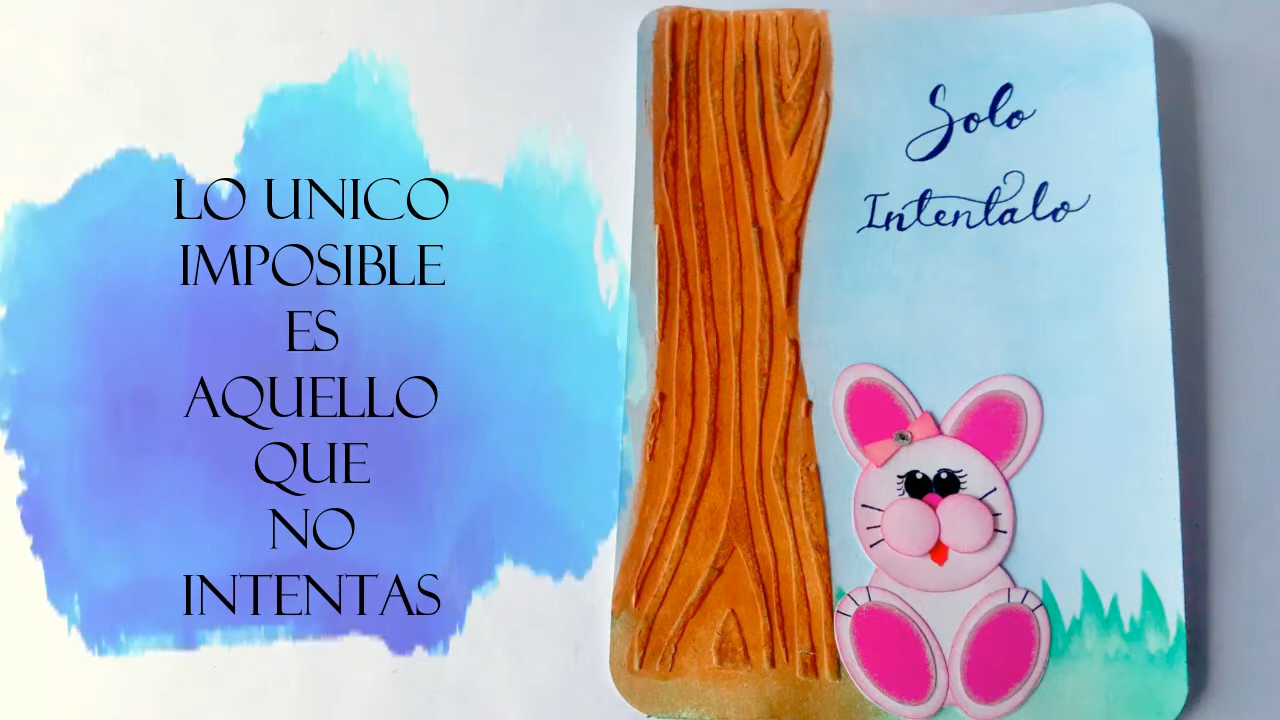 LO UNICO
IMPOSIBLE
ES
AQUELLO
QUE
NO
INTENTAS
Solo
Intentalo